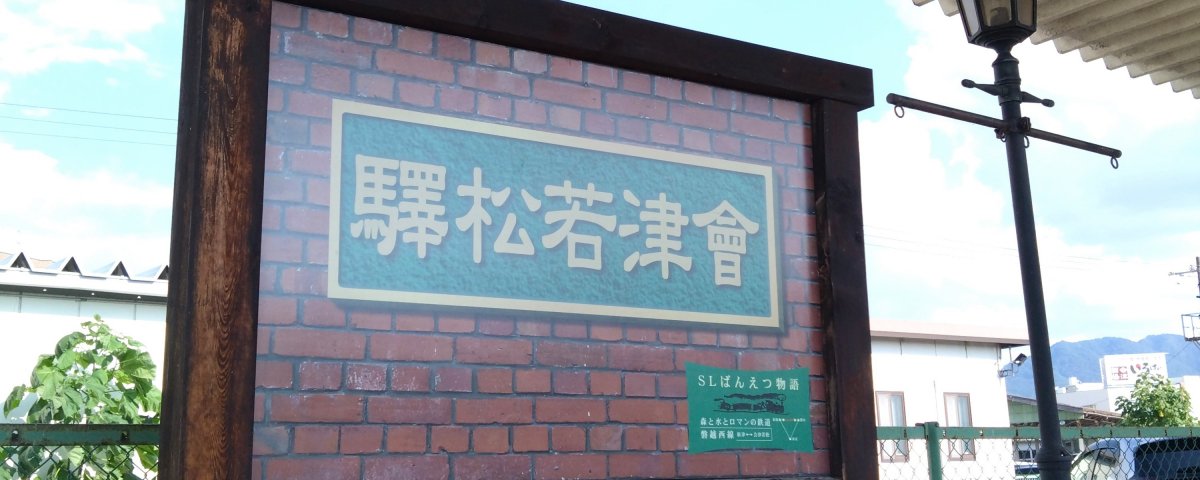 驛松若津會
SLばんえつ物語
森と水とロマンの鉄道
磐越西線